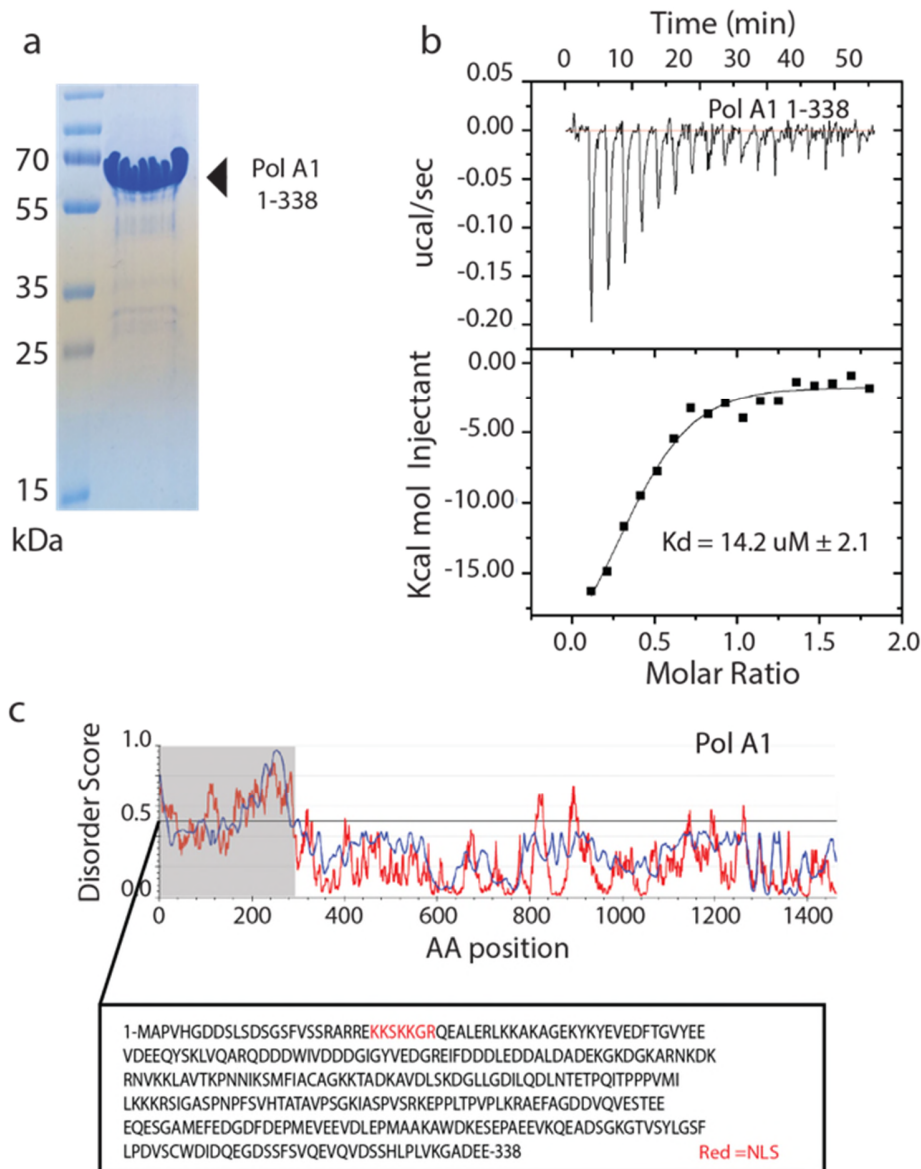 a
70
55
35
25
15
kDa
Pol A1
1-338
b
Time (min)
0 10 20 30 40 50
0.05
0.00
-0.05
-0.10
-0.15
-0.20
ucal/sec
Pol A1 1-338
0.00
-5.00
-10.00
-15.00
Kcal mol Injectant
Kd = 14.2 uM ± 2.1
0.0 0.5 1.0 1.5 2.0
Molar Ratio
c
Disorder Score
1.0
0.5
0.0
Pol A1
0 200 400 600 800 1000 1200 1400
AA position
1-MAPVHGDDSLSDSGSFVSSRARREKKSKKGRQEALERLKKAKAGEKYKYEVEDFTGVYEE
VDEEQYSKLVQARQDDDWIVDDDGIGYVEDGREIFDDDLEDDALDADEKGKDGKARNKDK
RNVKKLAVTKPNNIKSMFIACAGKKTADKAVDLSKDGLLGDILQDLNTETPQITPPPVMI
LKKKRSIGASPNPFSVHTATAVPSGKIASPVSRKEPPLTPVPLKRAEFAGDDVQVESTEE
EQESGAMEFEDGDFDEPMEVEEVDLEPMAAKAWDKESEPAEEVKQEADSGKGTVSYLGSF
LPDVSCWDIDQEGDSSFSVQEVQVDSSHLPLVKGADEE-338
Red =NLS